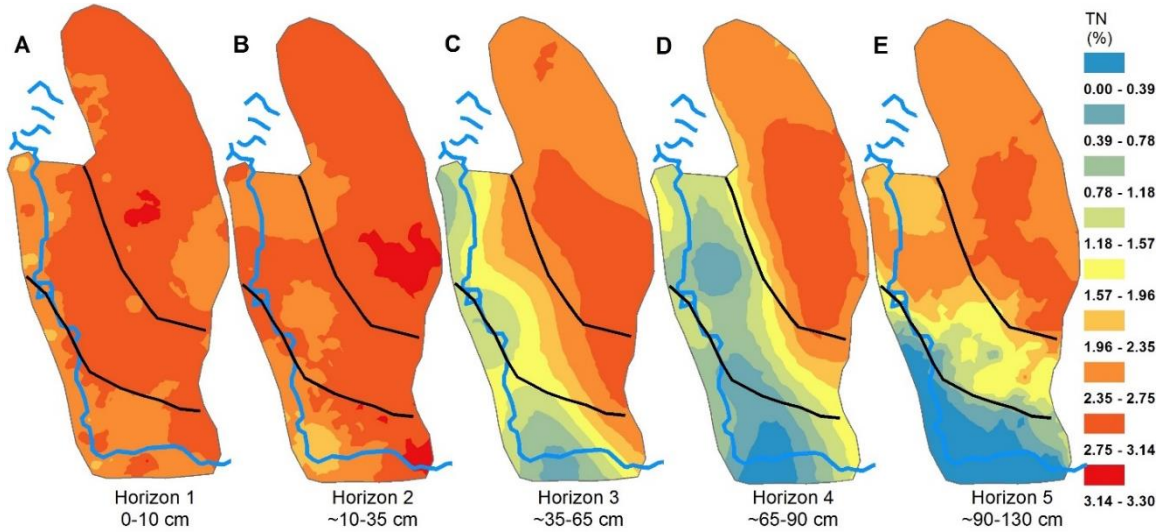 A
B
C
D
E
TN
(%)
0.00 - 0.39
0.39 - 0.78
0.78 - 1.18
1.18 - 1.57
1.57 - 1.96
1.96 - 2.35
2.35 - 2.75
2.75 - 3.14
3.14 - 3.30
Horizon 1
0-10 cm
Horizon 2
~10-35 cm
Horizon 3
~35-65 cm
Horizon 4
~65-90 cm
Horizon 5
~90-130 cm